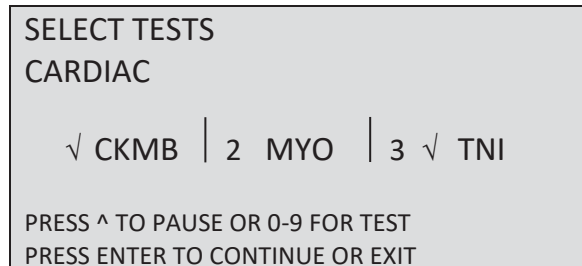 SELECT TESTS
CARDIAC
√ CKMB | 2 MYO | 3 √ TNI
PRESS ^ TO PAUSE OR 0-9 FOR TEST
PRESS ENTER TO CONTINUE OR EXIT